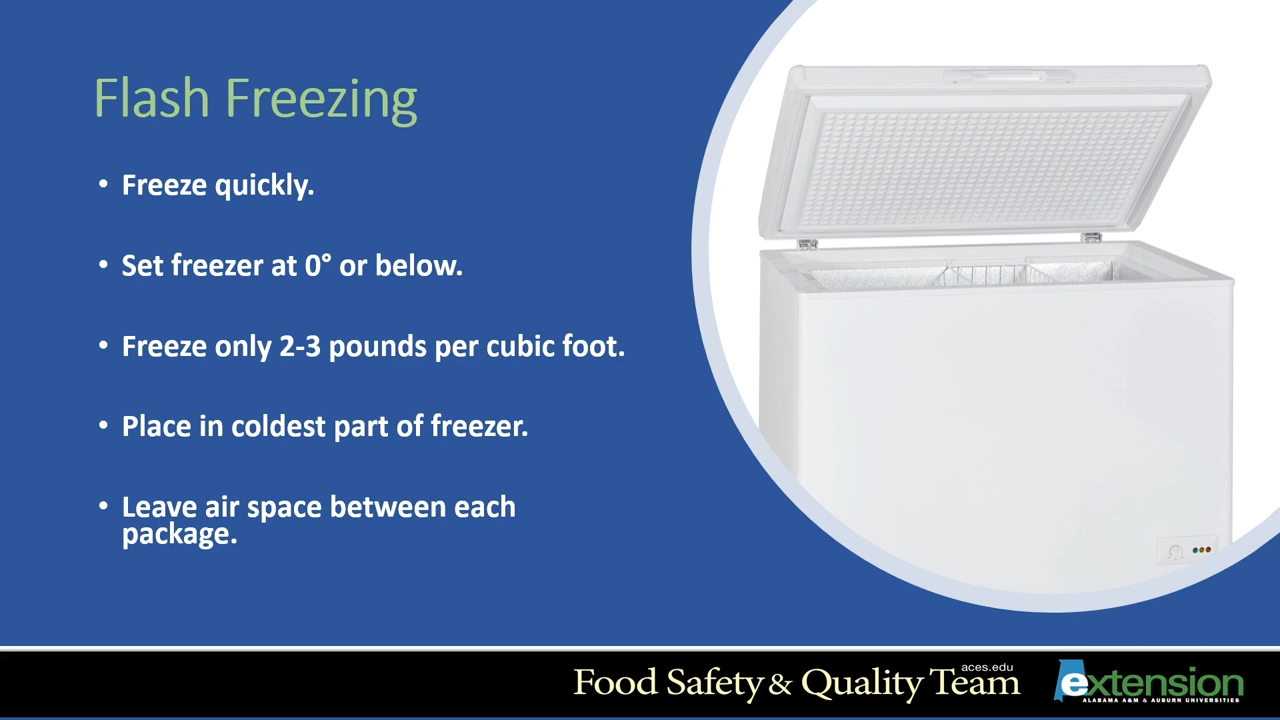 Flash Freezing
• Freeze quickly.
• Set freezer at 0° or below.
• Freeze only 2-3 pounds per cubic foot.
• Place in coldest part of freezer.
• Leave air space between each
package.
aces.edu
Food Safety & Quality Team
extension
ALABAMA A&M & AUBURN UNIVERSITIES